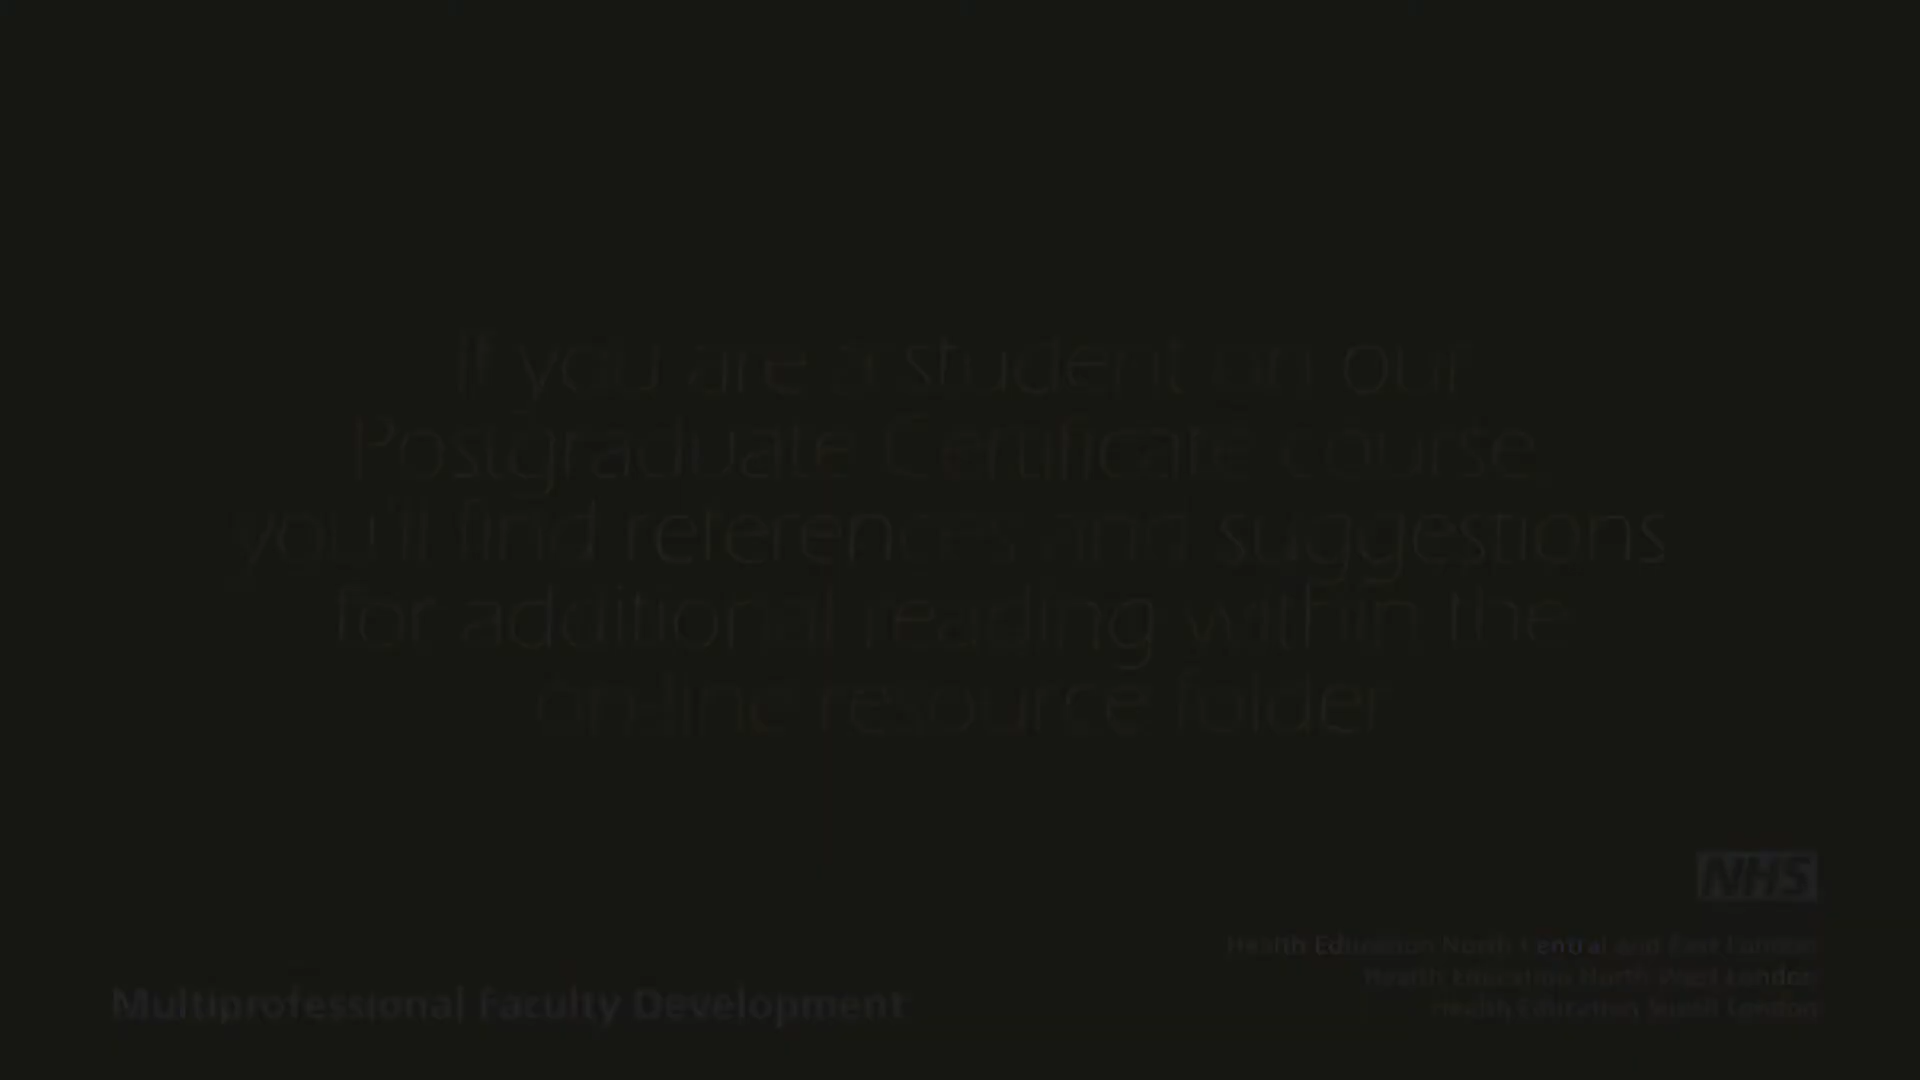 If you are a student on our
Postgraduate Certificate course
you'll find references and suggestions
for additional reading within the
on-line resource folder
NHS
Health Education North Central and East London
Health Education North West London
Health Education South London
Multiprofessional Faculty Development